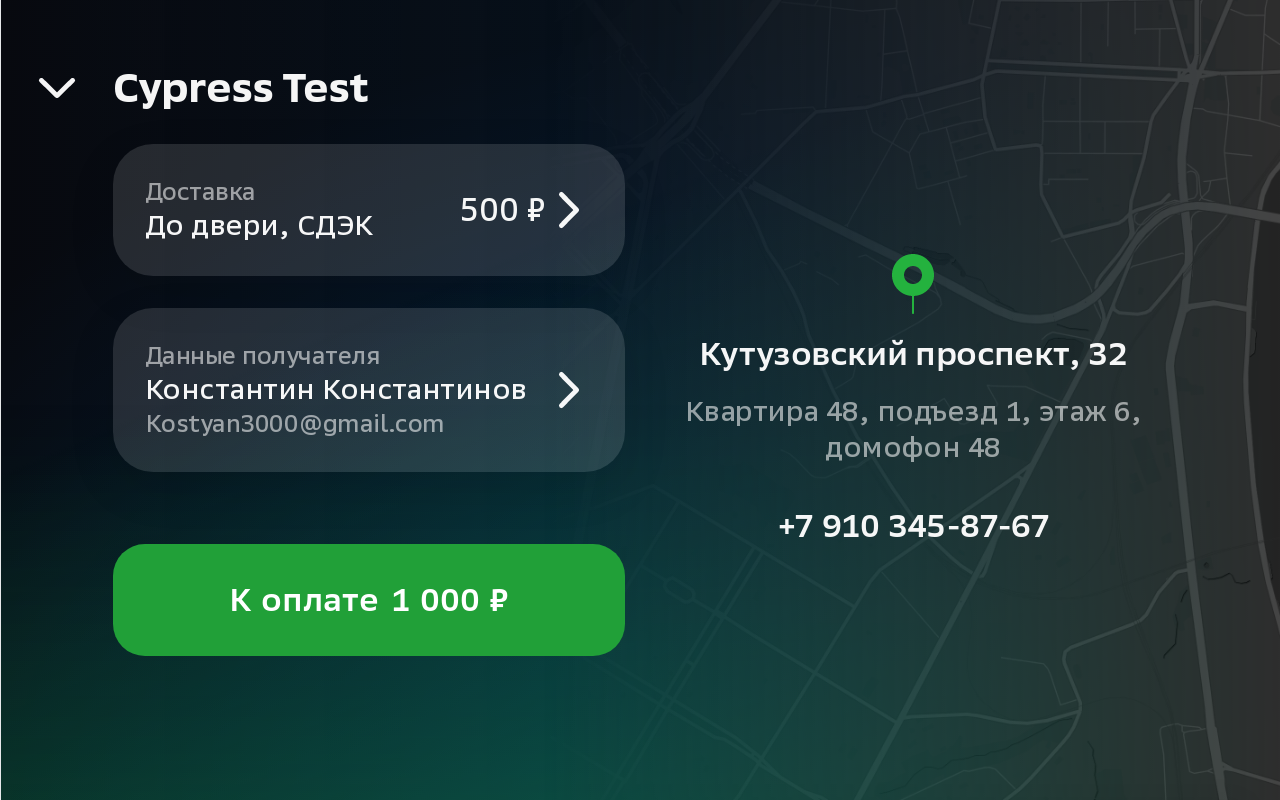 Cypress Test
Доставка
До двери, СДЭК
500 ₽
Данные получателя
Константин Константинов
Kostyan3000@gmail.com
К оплате 1 000 ₽
Кутузовский проспект, 32
Квартира 48, подъезд 1, этаж 6,
домофон 48
+7 910 345-87-67